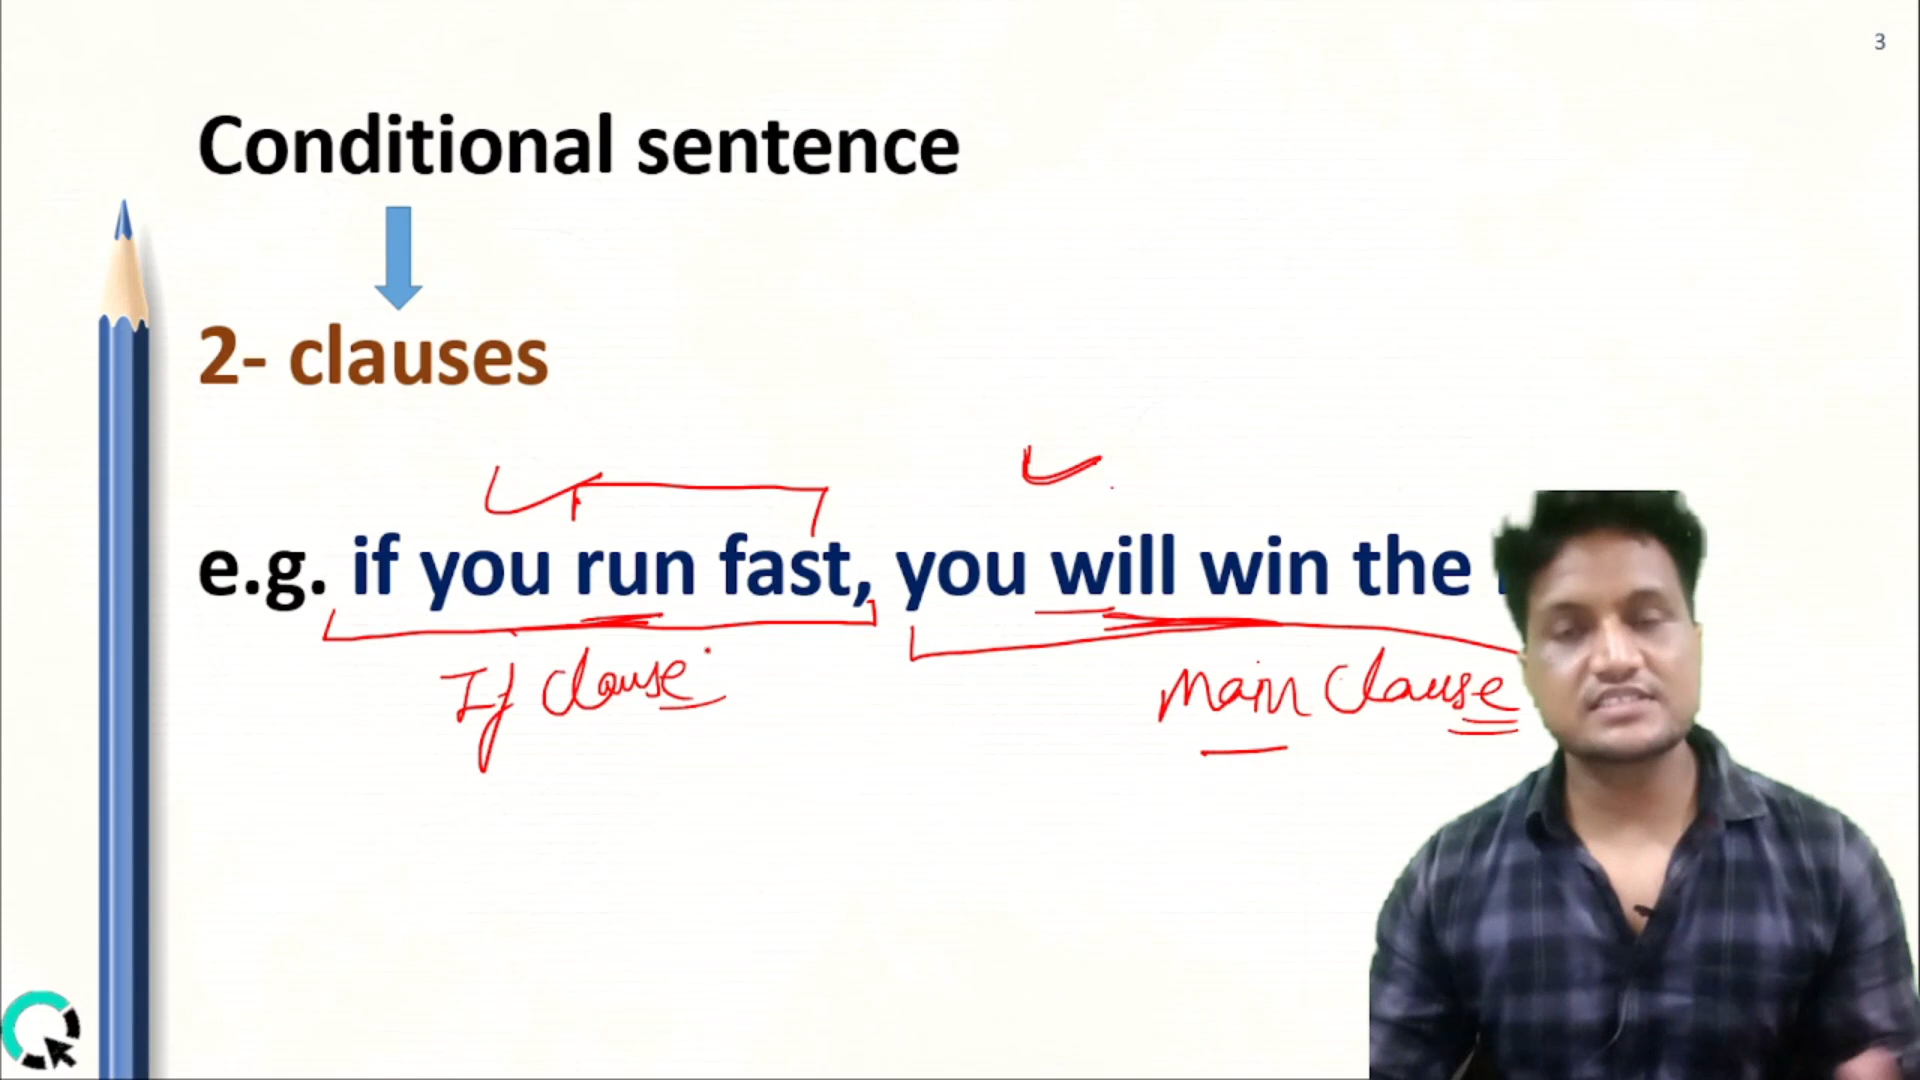 3
Conditional sentence
2- clauses
e.g. if you run fast, you will win the
If clause
main clause